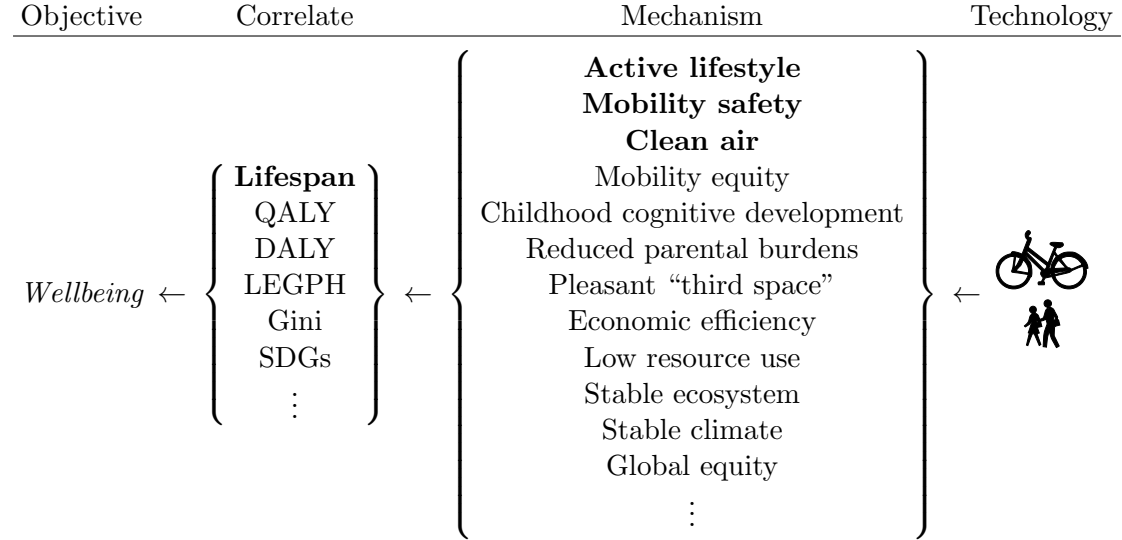 Objective Correlate Mechanism Technology
Active lifestyle
Mobility safety
Clean air
Lifespan Mobility equity
QALY Childhood cognitive development
DALY Reduced parental burdens
Wellbeing ← LEGPH ← Pleasant “third space” ←
Gini Economic efficiency
SDGs Low resource use
⋮ Stable ecosystem
Stable climate
Global equity
⋮